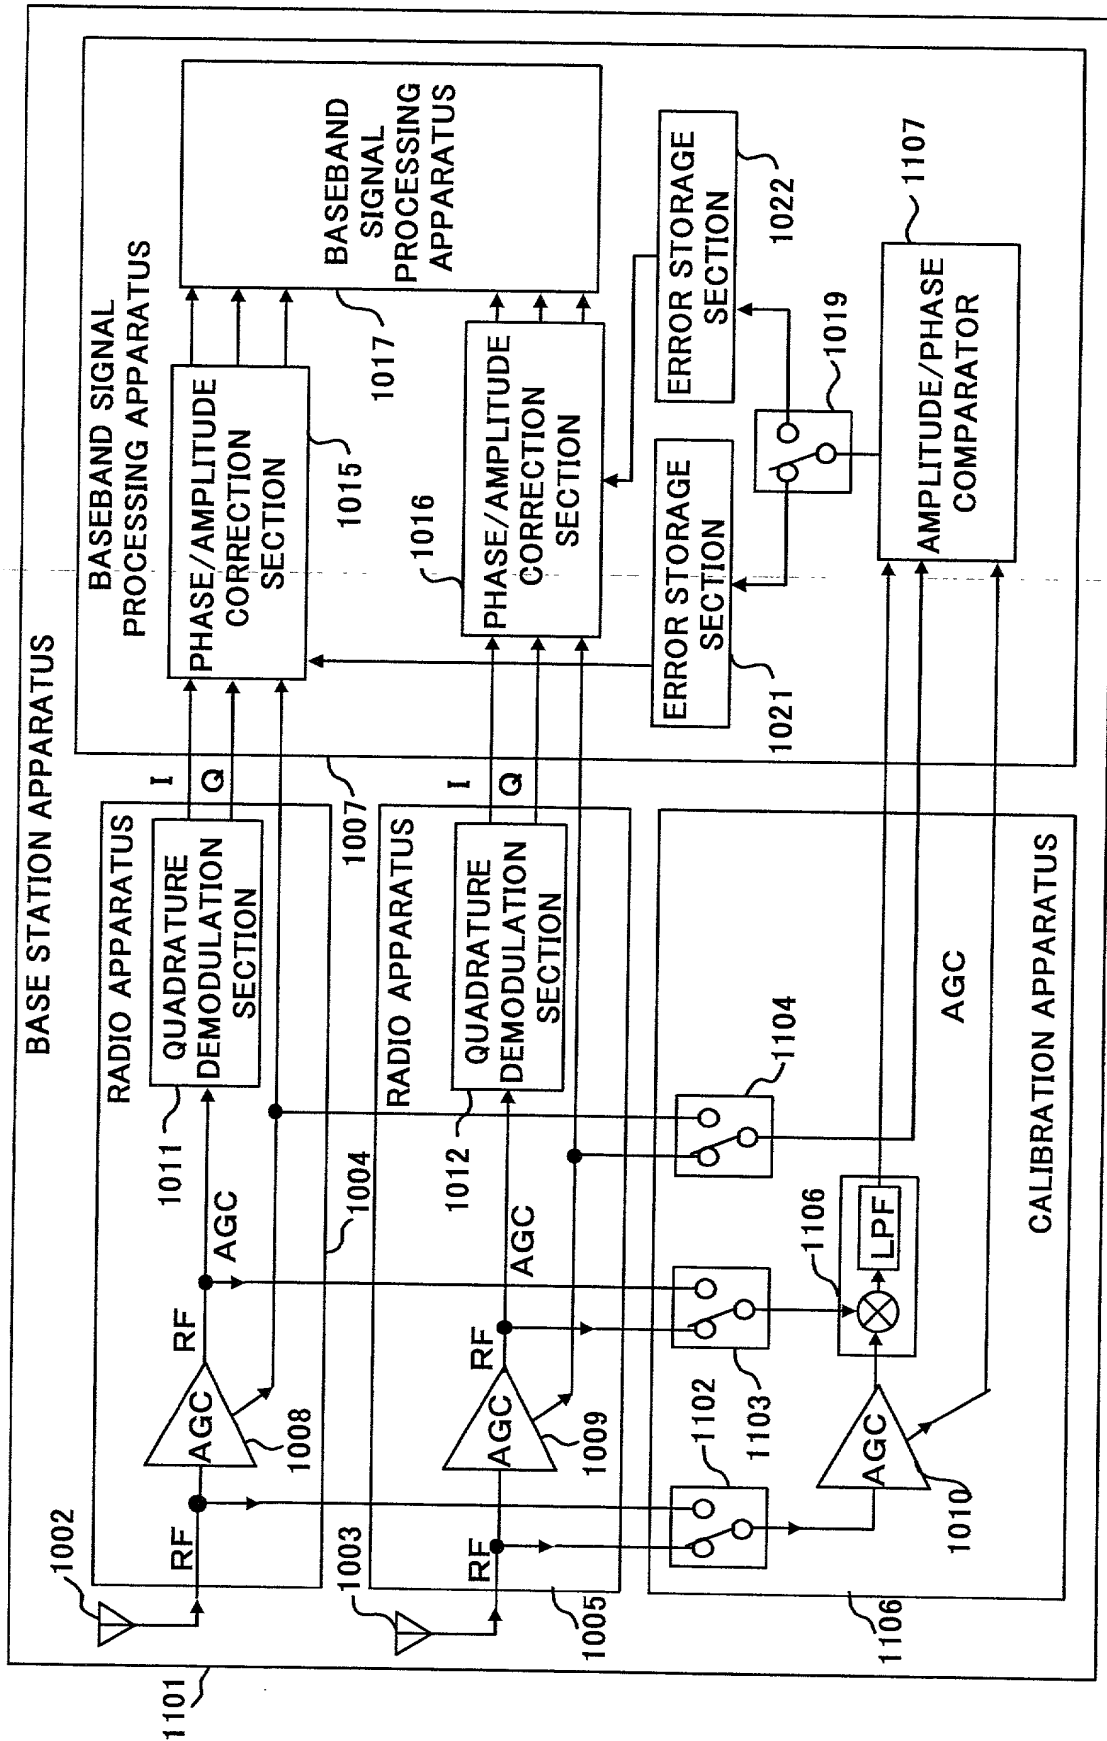 BASE STATION APPARATUS
1101
1002
RF
RADIO APPARATUS
AGC
1008
RF
AGC
1011
QUADRATURE
DEMODULATION
SECTION
1004
I
Q
1007
BASEBAND SIGNAL
PROCESSING APPARATUS
PHASE/AMPLITUDE
CORRECTION
SECTION
1015
BASEBAND
SIGNAL
PROCESSING
APPARATUS
1017
1003
RF
RADIO APPARATUS
AGC
1009
RF
AGC
1012
QUADRATURE
DEMODULATION
SECTION
1005
I
Q
1016
PHASE/AMPLITUDE
CORRECTION
SECTION
ERROR STORAGE
SECTION
1021
ERROR STORAGE
SECTION
1022
1019
1102
1103
1104
1106
LPF
AGC
1010
AGC
CALIBRATION APPARATUS
1106
AMPLITUDE/PHASE
COMPARATOR
1107